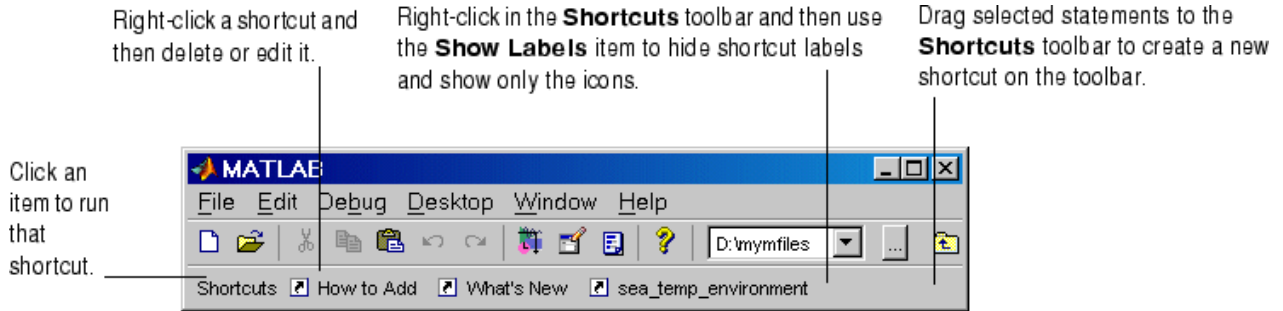 Right-click a shortcut and
then delete or edit it.
Right-click in the Shortcuts toolbar and then use
the Show Labels item to hide shortcut labels
and show only the icons.
Drag selected statements to the
Shortcuts toolbar to create a new
shortcut on the toolbar.
Click an
item to run
that
shortcut.
MATLAB
File Edit Debug Desktop Window Help
D:\mymfiles ...
Shortcuts How to Add What's New sea_temp_environment